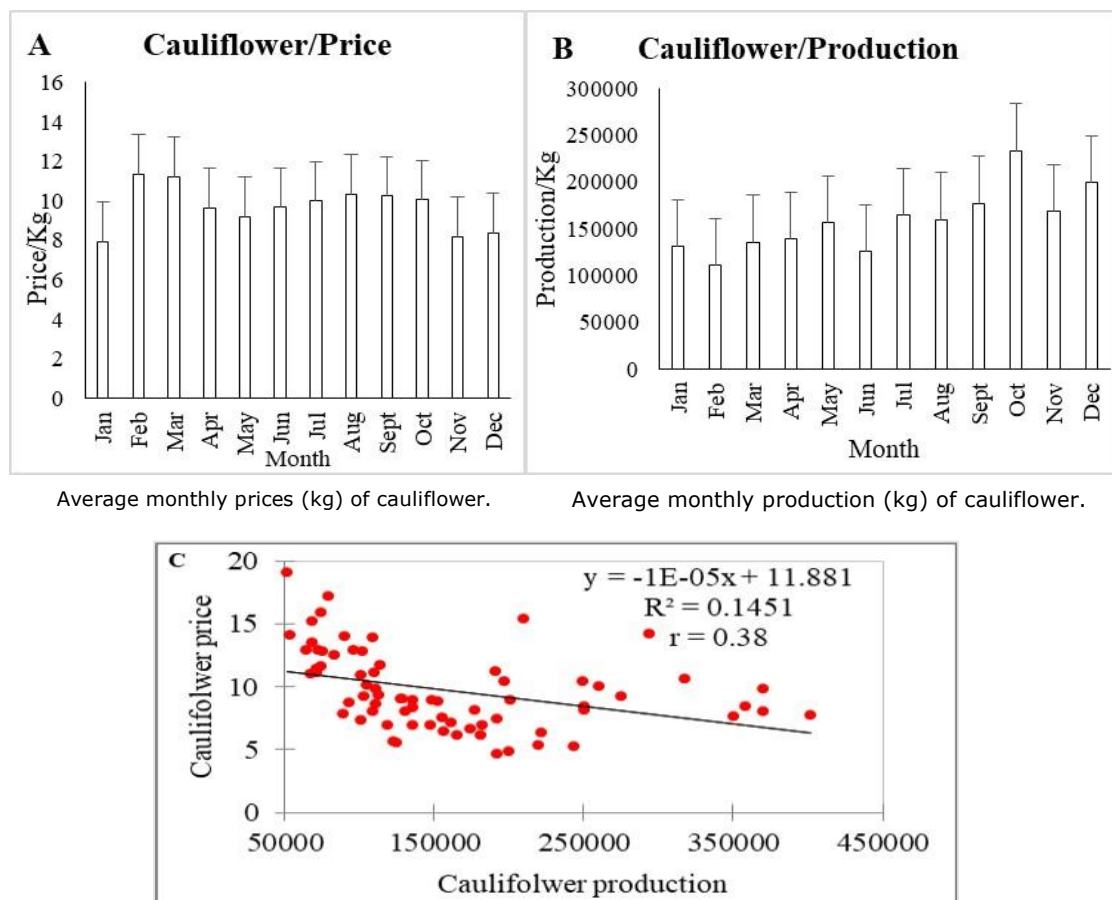 A Cauliflower/Price
16
14
12
10
8
6
4
2
0
Price/Kg
Jan Feb Mar Apr May Jun Jul Aug Sept Oct Nov Dec
Month
B Cauliflower/Production
300000
250000
200000
150000
100000
50000
0
Production/Kg
Jan Feb Mar Apr May Jun Jul Aug Sept Oct Nov Dec
Month
Average monthly prices (kg) of cauliflower.
Average monthly production (kg) of cauliflower.
C
20
15
10
5
0
Caulifolwer price
y = -1E-05x + 11.881
R² = 0.1451
r = 0.38
50000 150000 250000 350000 450000
Caulifolwer production